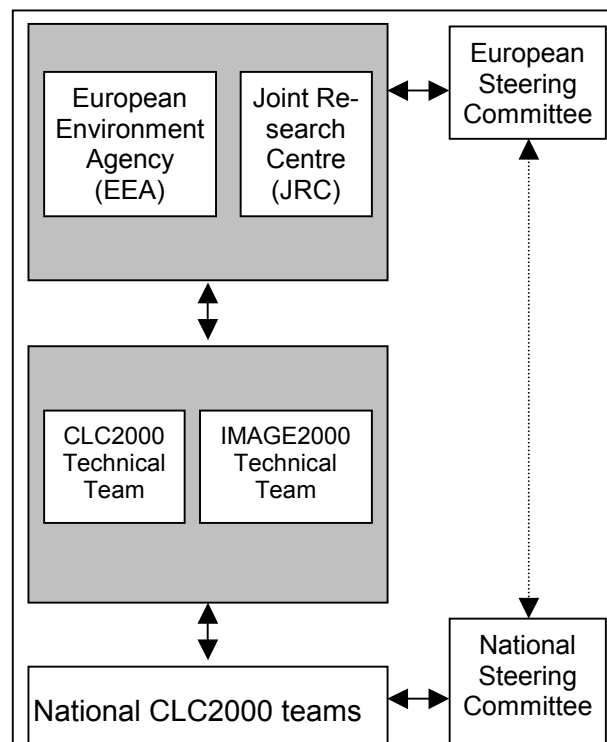 European
Environment
Agency
(EEA)
Joint Re-
search
Centre
(JRC)
European
Steering
Committee
CLC2000
Technical
Team
IMAGE2000
Technical
Team
National CLC2000 teams
National
Steering
Committee